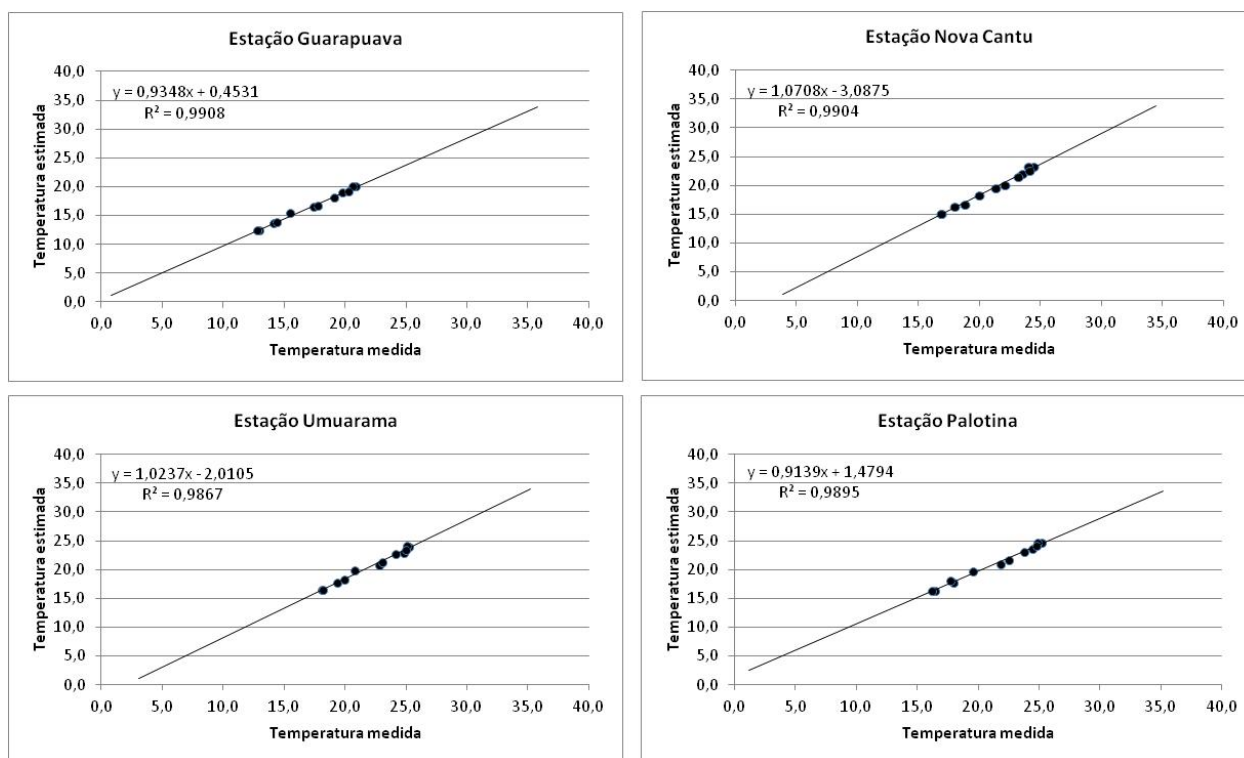 Estação Guarapuava
y = 0,9348x + 0,4531
R² = 0,9908
Temperatura estimada
40,0
35,0
30,0
25,0
20,0
15,0
10,0
5,0
0,0
0,0 5,0 10,0 15,0 20,0 25,0 30,0 35,0 40,0
Temperatura medida
Estação Nova Cantu
y = 1,0708x - 3,0875
R² = 0,9904
Temperatura estimada
40,0
35,0
30,0
25,0
20,0
15,0
10,0
5,0
0,0
0,0 5,0 10,0 15,0 20,0 25,0 30,0 35,0 40,0
Temperatura medida
Estação Umuarama
y = 1,0237x - 2,0105
R² = 0,9867
Temperatura estimada
40,0
35,0
30,0
25,0
20,0
15,0
10,0
5,0
0,0
0,0 5,0 10,0 15,0 20,0 25,0 30,0 35,0 40,0
Temperatura medida
Estação Palotina
y = 0,9139x + 1,4794
R² = 0,9895
Temperatura estimada
40,0
35,0
30,0
25,0
20,0
15,0
10,0
5,0
0,0
0,0 5,0 10,0 15,0 20,0 25,0 30,0 35,0 40,0
Temperatura medida